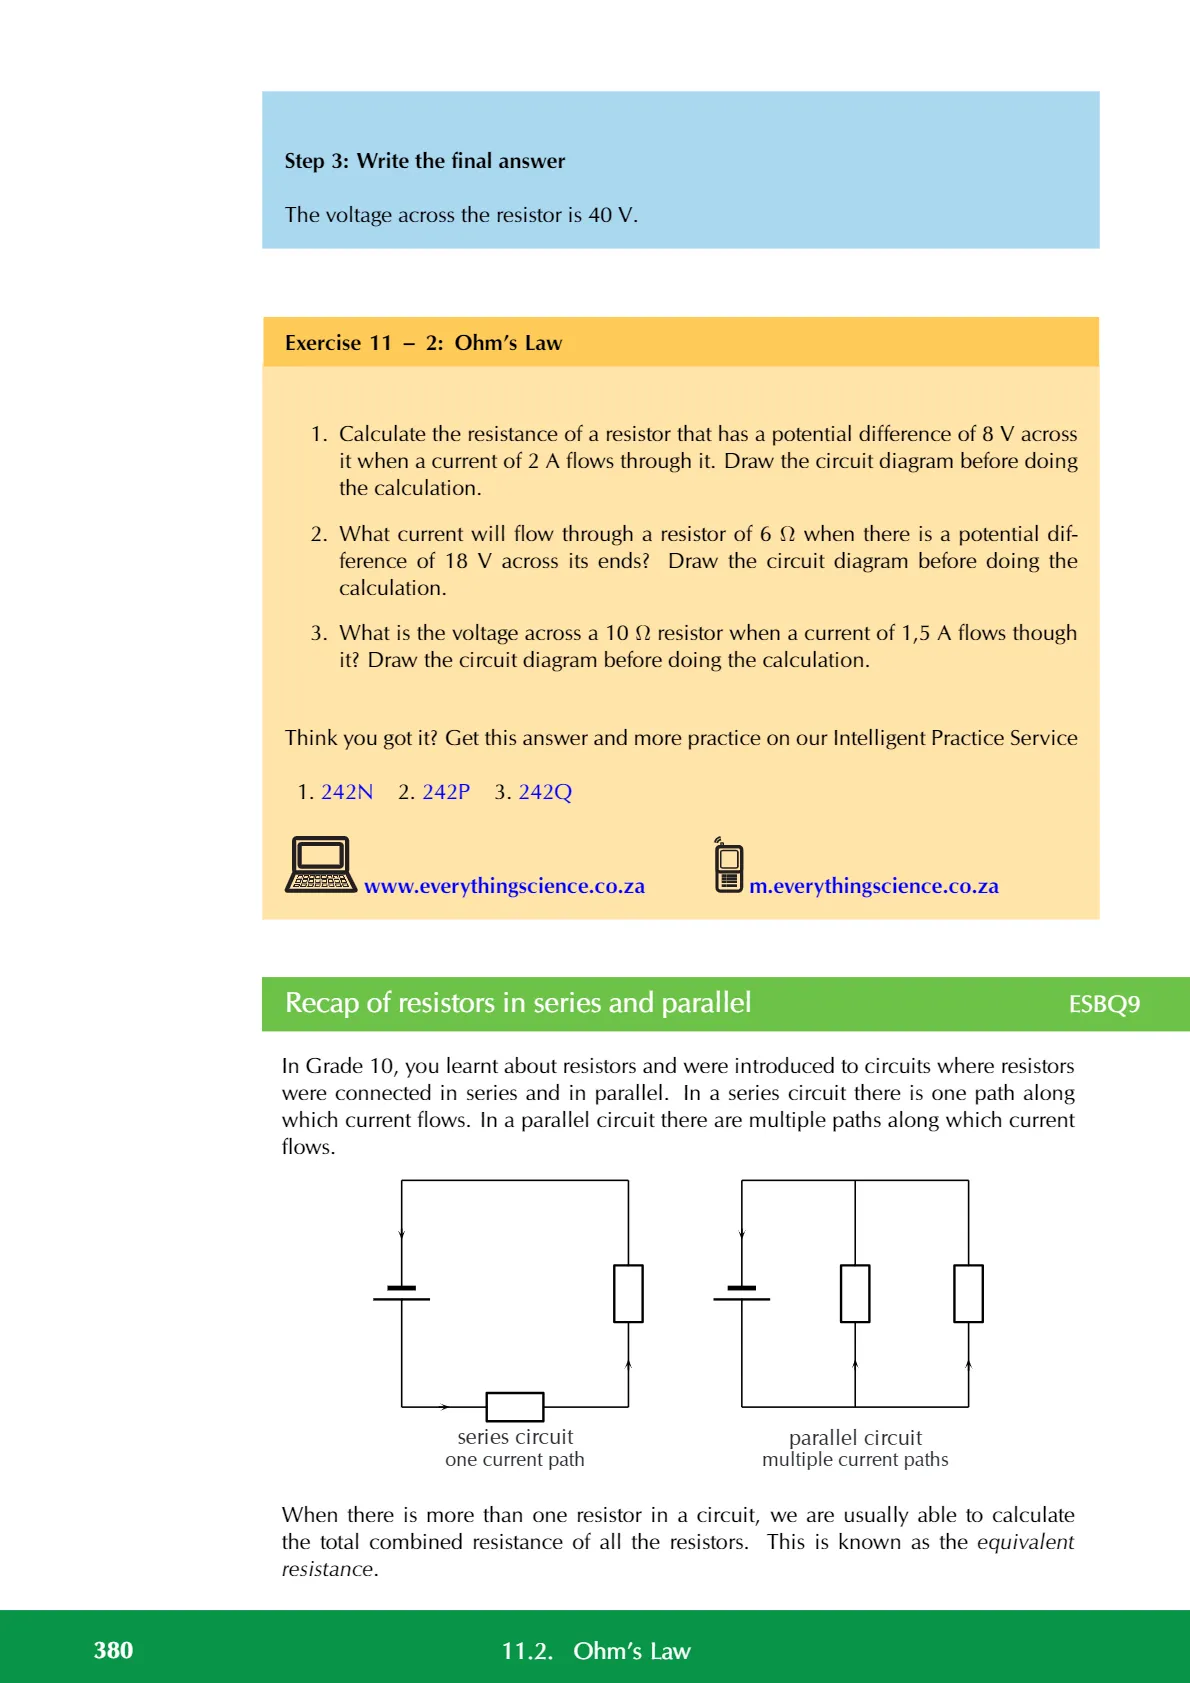 Step 3: Write the final answer
The voltage across the resistor is 40 V.
Exercise 11 – 2: Ohm's Law
1. Calculate the resistance of a resistor that has a potential difference of 8 V across
it when a current of 2 A flows through it. Draw the circuit diagram before doing
the calculation.
2. What current will flow through a resistor of 6 Ω when there is a potential dif-
ference of 18 V across its ends? Draw the circuit diagram before doing the
calculation.
3. What is the voltage across a 10 Ω resistor when a current of 1,5 A flows though
it? Draw the circuit diagram before doing the calculation.
Think you got it? Get this answer and more practice on our Intelligent Practice Service
1. 242N 2. 242P 3. 242Q
www.everythingscience.co.za m.everythingscience.co.za
Recap of resistors in series and parallel ESBQ9
In Grade 10, you learnt about resistors and were introduced to circuits where resistors
were connected in series and in parallel. In a series circuit there is one path along
which current flows. In a parallel circuit there are multiple paths along which current
flows.
series circuit
one current path
parallel circuit
multiple current paths
When there is more than one resistor in a circuit, we are usually able to calculate
the total combined resistance of all the resistors. This is known as the equivalent
resistance.
380 11.2. Ohm's Law